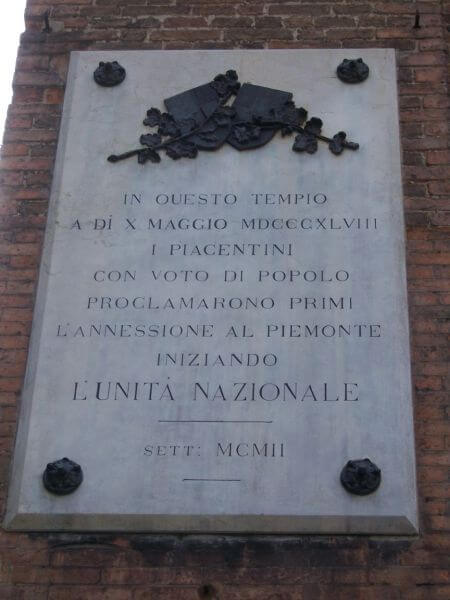 IN QUESTO TEMPIO
A DÌ X MAGGIO MDCCCXLVIII
I PIACENTINI
CON VOTO DI POPOLO
PROCLAMARONO PRIMI
L'ANNESSIONE AL PIEMONTE
INIZIANDO
L'UNITÀ NAZIONALE
SETT: MCMII